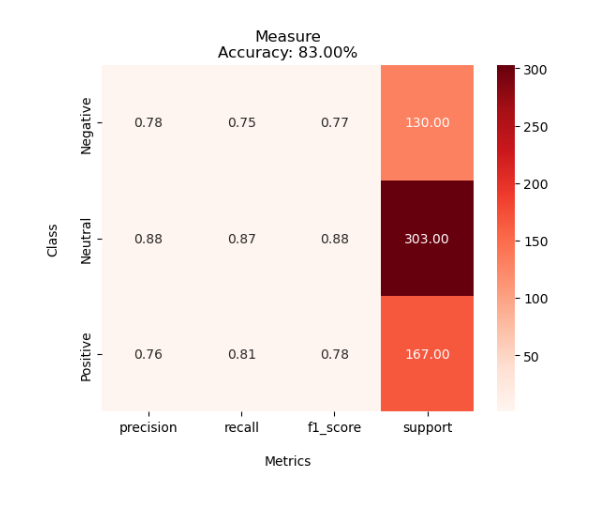 Measure
Accuracy: 83.00%
Class
Negative 0.78 0.75 0.77 130.00
Neutral 0.88 0.87 0.88 303.00
Positive 0.76 0.81 0.78 167.00
precision recall f1_score support
Metrics
300
250
200
150
100
50